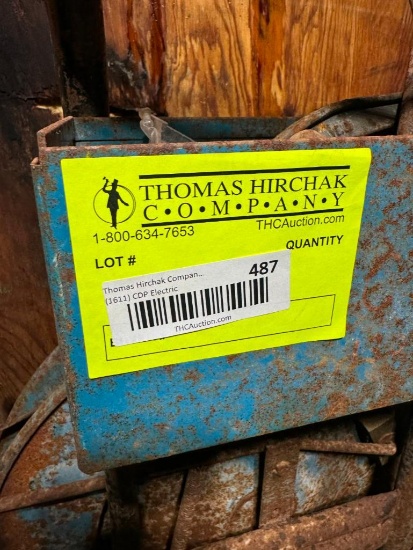 THOMAS HIRCHAK
C•O•M•P•A•N•Y
1-800-634-7653
THCAuction.com
LOT #
QUANTITY
Thomas Hirchak Compan...
487
(1611) CDP Electric
THCAuction.com